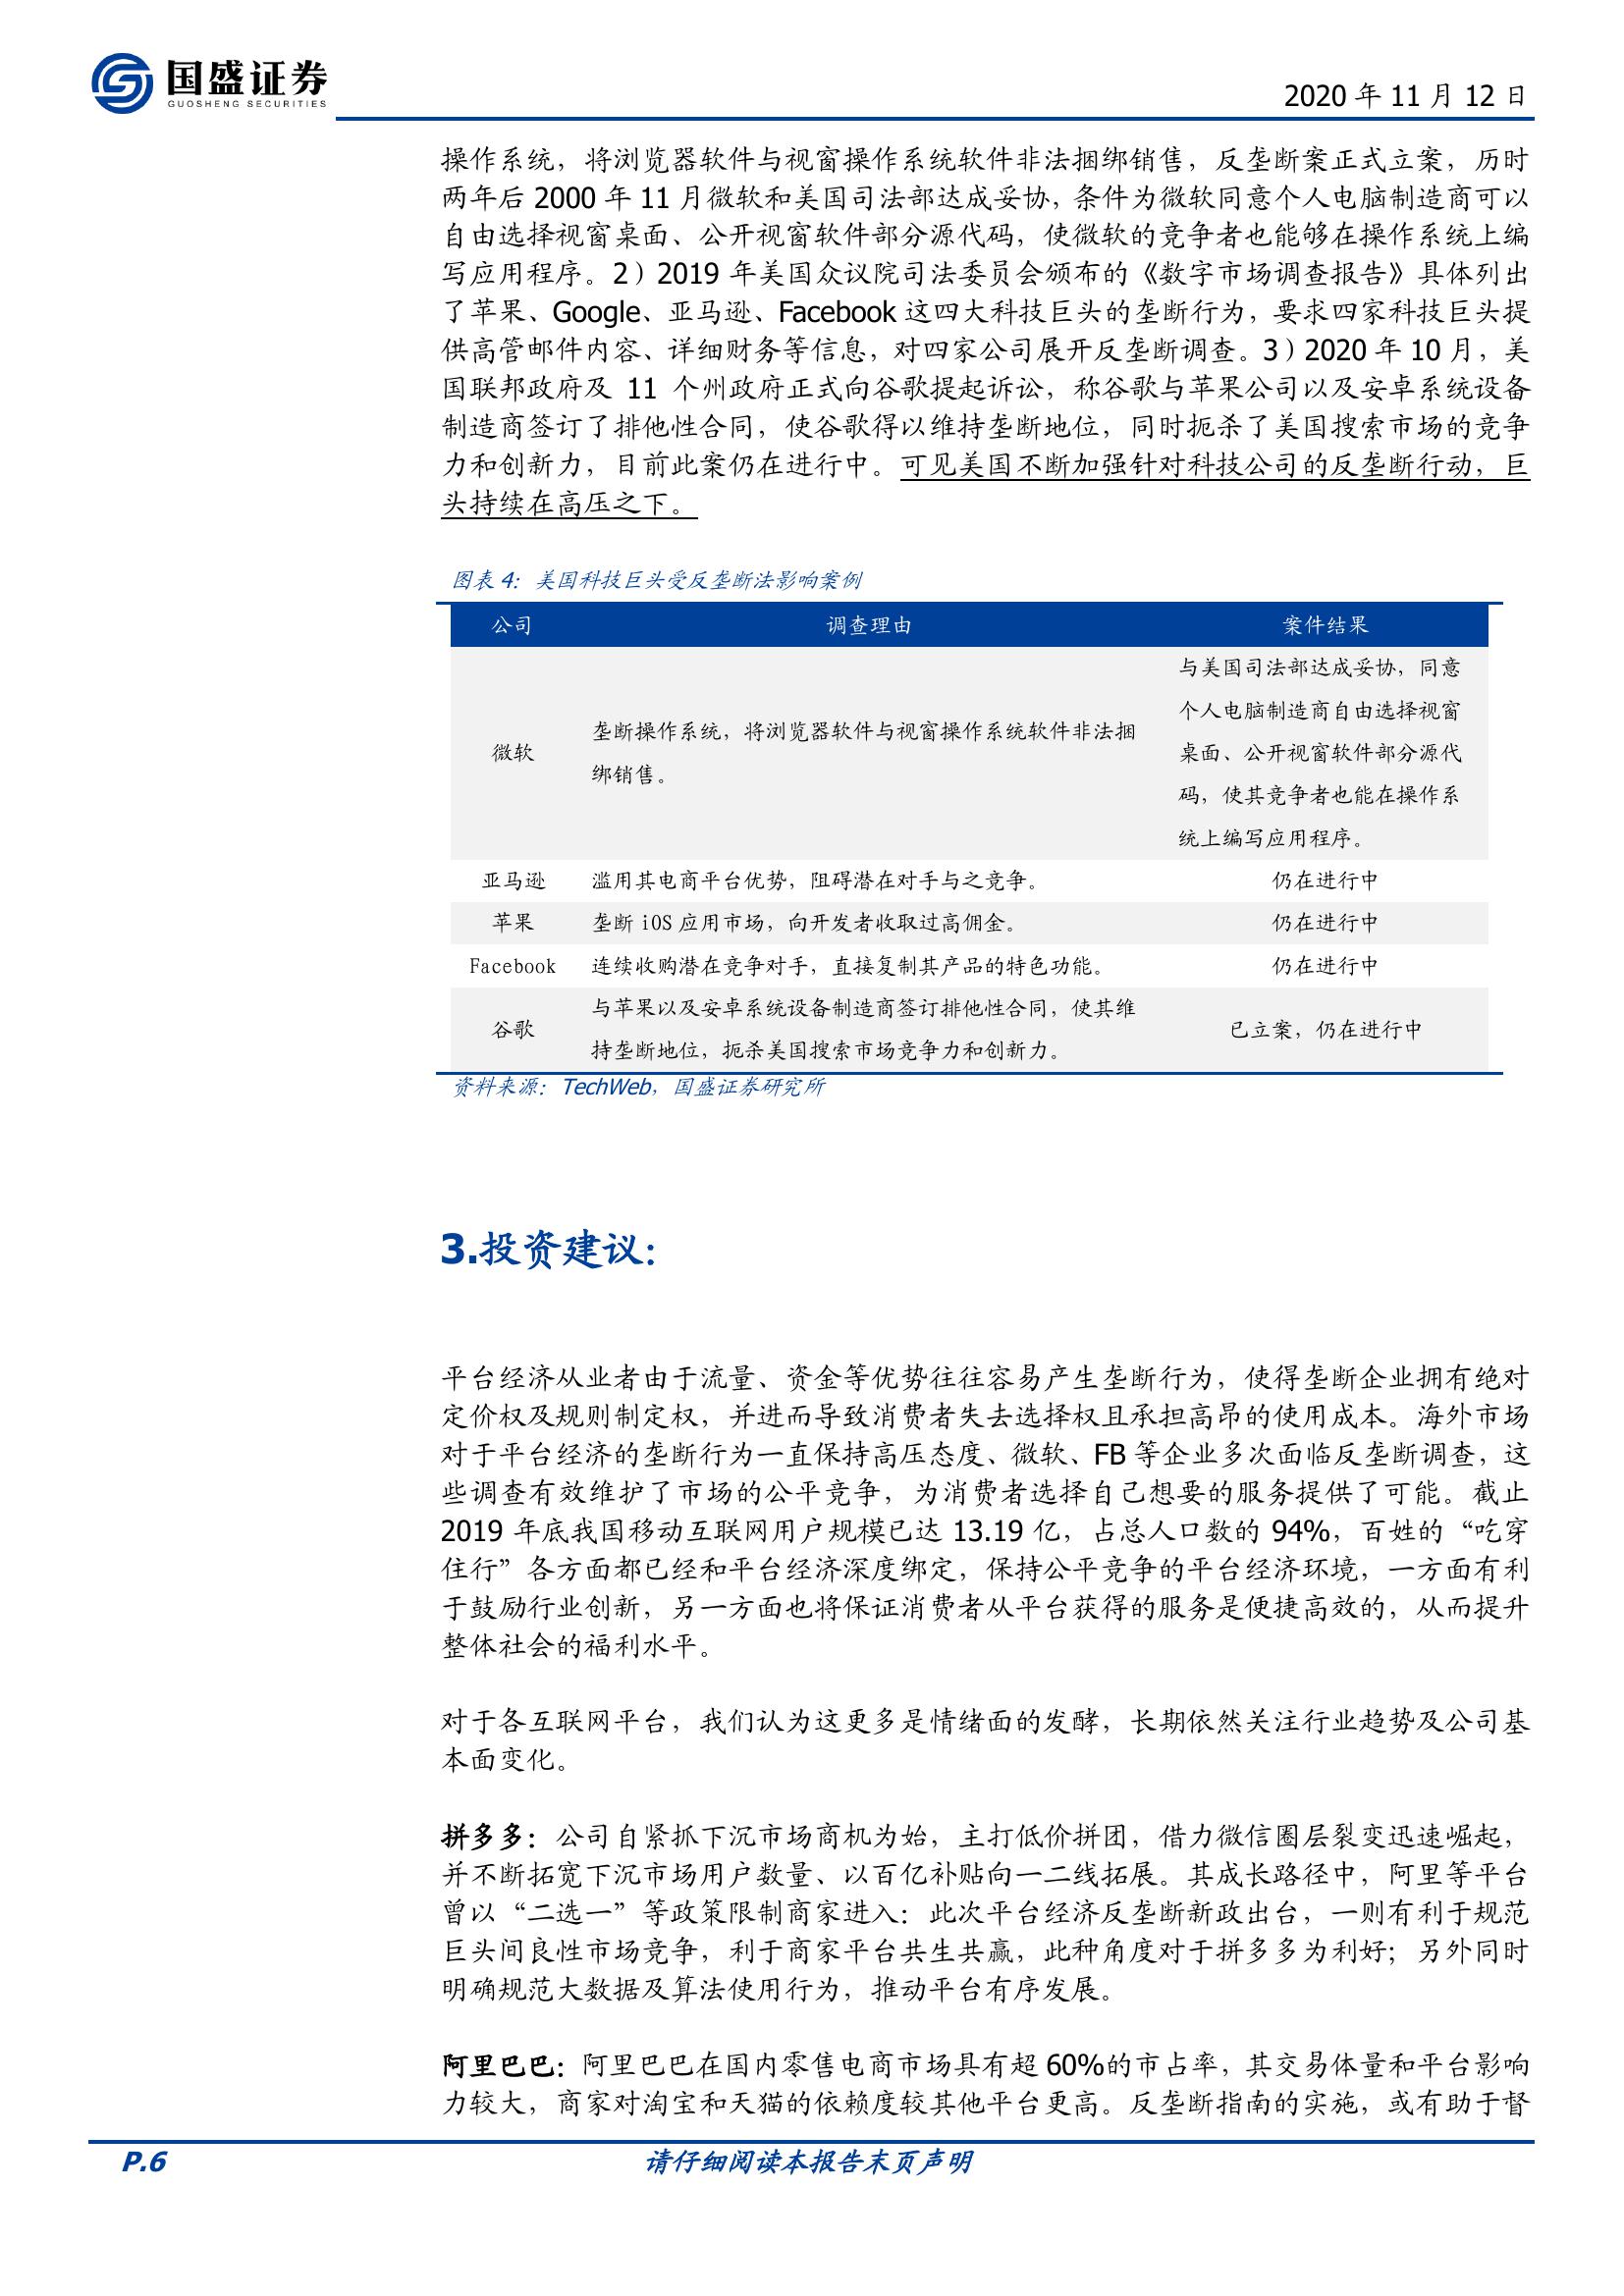 国盛证券
GUOSHENG SECURITIES
2020 年 11 月 12 日
操作系统，将浏览器软件与视窗操作系统软件非法捆绑销售，反垄断案正式立案，历时
两年后 2000 年 11 月微软和美国司法部达成妥协，条件为微软同意个人电脑制造商可以
自由选择视窗桌面、公开视窗软件部分源代码，使微软的竞争者也能够在操作系统上编
写应用程序。2）2019 年美国众议院司法委员会颁布的《数字市场调查报告》具体列出
了苹果、Google、亚马逊、Facebook 这四大科技巨头的垄断行为，要求四家科技巨头提
供高管邮件内容、详细财务等信息，对四家公司展开反垄断调查。3）2020 年 10 月，美
国联邦政府及 11 个州政府正式向谷歌提起诉讼，称谷歌与苹果公司以及安卓系统设备
制造商签订了排他性合同，使谷歌得以维持垄断地位，同时扼杀了美国搜索市场的竞争
力和创新力，目前此案仍在进行中。可见美国不断加强针对科技公司的反垄断行动，巨
头持续在高压之下。
图表 4：美国科技巨头受反垄断法影响案例
公司 调查理由 案件结果
与美国司法部达成妥协，同意
个人电脑制造商自由选择视窗
微软 垄断操作系统，将浏览器软件与视窗操作系统软件非法捆 桌面、公开视窗软件部分源代
绑销售。 码，使其竞争者也能在操作系
统上编写应用程序。
亚马逊 滥用其电商平台优势，阻碍潜在对手与之竞争。 仍在进行中
苹果 垄断 iOS 应用市场，向开发者收取过高佣金。 仍在进行中
Facebook 连续收购潜在竞争对手，直接复制其产品的特色功能。 仍在进行中
谷歌 与苹果以及安卓系统设备制造商签订排他性合同，使其维 已立案，仍在进行中
持垄断地位，扼杀美国搜索市场竞争力和创新力。
资料来源：TechWeb，国盛证券研究所
3.投资建议：
平台经济从业者由于流量、资金等优势往往容易产生垄断行为，使得垄断企业拥有绝对
定价权及规则制定权，并进而导致消费者失去选择权且承担高昂的使用成本。海外市场
对于平台经济的垄断行为一直保持高压态度、微软、FB 等企业多次面临反垄断调查，这
些调查有效维护了市场的公平竞争，为消费者选择自己想要的服务提供了可能。截止
2019 年底我国移动互联网用户规模已达 13.19 亿，占总人口数的 94%，百姓的“吃穿
住行”各方面都已经和平台经济深度绑定，保持公平竞争的平台经济环境，一方面有利
于鼓励行业创新，另一方面也将保证消费者从平台获得的服务是便捷高效的，从而提升
整体社会的福利水平。
对于各互联网平台，我们认为这更多是情绪面的发酵，长期依然关注行业趋势及公司基
本面变化。
拼多多：公司自紧抓下沉市场商机为始，主打低价拼团，借力微信圈层裂变迅速崛起，
并不断拓宽下沉市场用户数量、以百亿补贴向一二线拓展。其成长路径中，阿里等平台
曾以“二选一”等政策限制商家进入：此次平台经济反垄断新政出台，一则有利于规范
巨头间良性市场竞争，利于商家平台共生共赢，此种角度对于拼多多为利好；另外同时
明确规范大数据及算法使用行为，推动平台有序发展。
阿里巴巴：阿里巴巴在国内零售电商市场具有超 60%的市占率，其交易体量和平台影响
力较大，商家对淘宝和天猫的依赖度较其他平台更高。反垄断指南的实施，或有助于督
P.6 请仔细阅读本报告末页声明